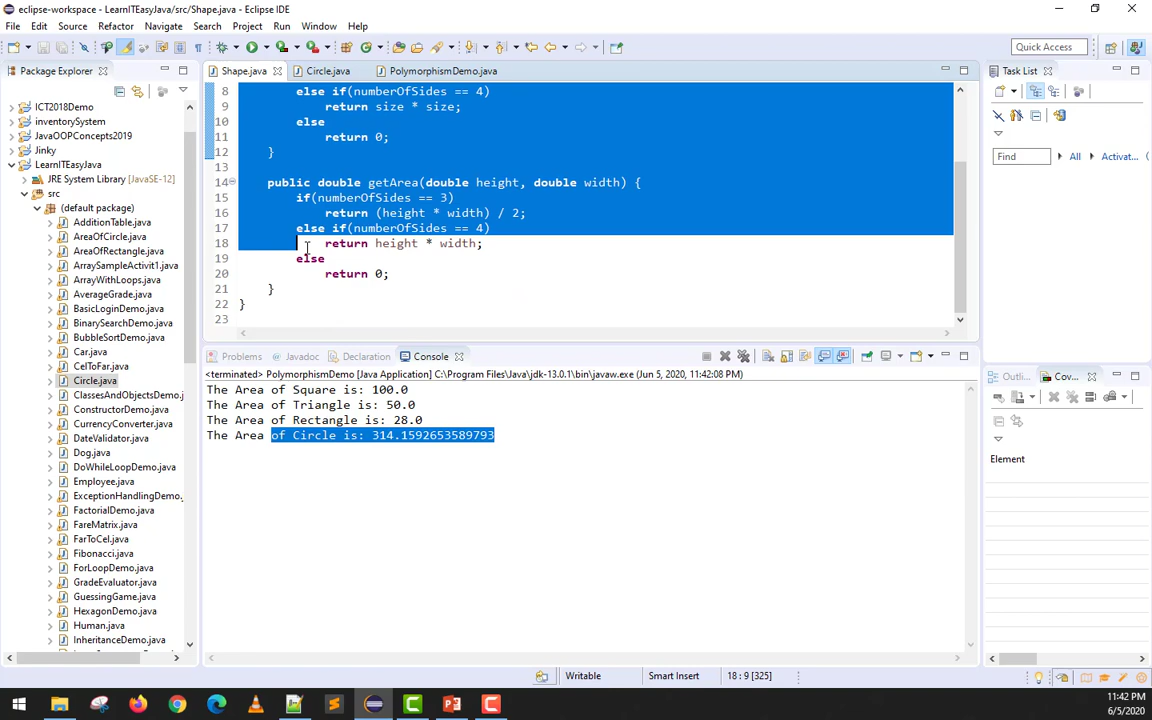 eclipse-workspace - LearnITEasyJava/src/Shape.java - Eclipse IDE
File Edit Source Refactor Navigate Search Project Run Window Help
Quick Access
Package Explorer
Shape.java
Circle.java
PolymorphismDemo.java
Task List
ICT2018Demo
inventorySystem
JavaOOPConcepts2019
Jinky
LearnITEasyJava
JRE System Library [JavaSE-12]
src
(default package)
AdditionTable.java
AreaOfCircle.java
AreaOfRectangle.java
ArraySampleActivit1.java
ArrayWithLoops.java
AverageGrade.java
BasicLoginDemo.java
BinarySearchDemo.java
BubbleSortDemo.java
Car.java
CelToFar.java
Circle.java
ClassesAndObjectsDemo.j
ConstructorDemo.java
CurrencyConverter.java
DateValidator.java
Dog.java
DoWhileLoopDemo.java
Employee.java
ExceptionHandlingDemo.j
FactorialDemo.java
FareMatrix.java
FarToCel.java
Fibonacci.java
ForLoopDemo.java
GradeEvaluator.java
GuessingGame.java
HexagonDemo.java
Human.java
InheritanceDemo.java
8 else if(numberOfSides == 4)
9 return size * size;
10 else
11 return 0;
12 }
13
14 public double getArea(double height, double width) {
15 if(numberOfSides == 3)
16 return (height * width) / 2;
17 else if(numberOfSides == 4)
18 return height * width;
19 else
20 return 0;
21 }
22 }
23
Find
All
Activat...
Problems
Javadoc
Declaration
Console
<terminated> PolymorphismDemo [Java Application] C:\Program Files\Java\jdk-13.0.1\bin\javaw.exe (Jun 5, 2020, 11:42:08 PM)
The Area of Square is: 100.0
The Area of Triangle is: 50.0
The Area of Rectangle is: 28.0
The Area of Circle is: 314.1592653589793
Outli...
Cov...
Element
Writable
Smart Insert
18 : 9 [325]
11:42 PM
6/5/2020